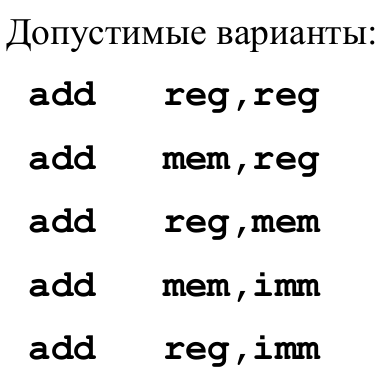 Допустимые варианты:
add reg,reg
add mem,reg
add reg,mem
add mem,imm
add reg,imm